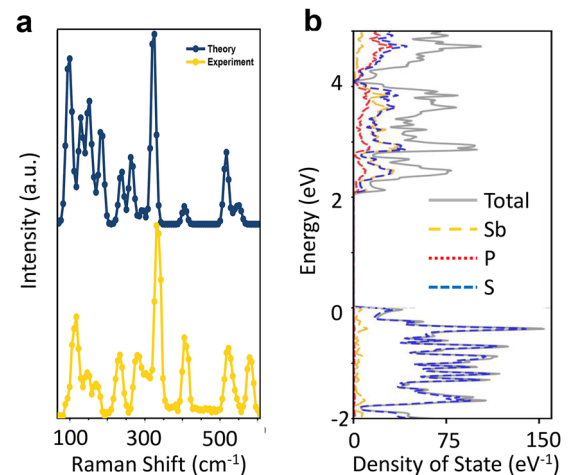 a
Theory
Experiment
Intensity (a.u.)
100 300 500
Raman Shift (cm⁻¹)
b
4
2
0
-2
Energy (eV)
Total
Sb
P
S
0 75 150
Density of State (eV⁻¹)